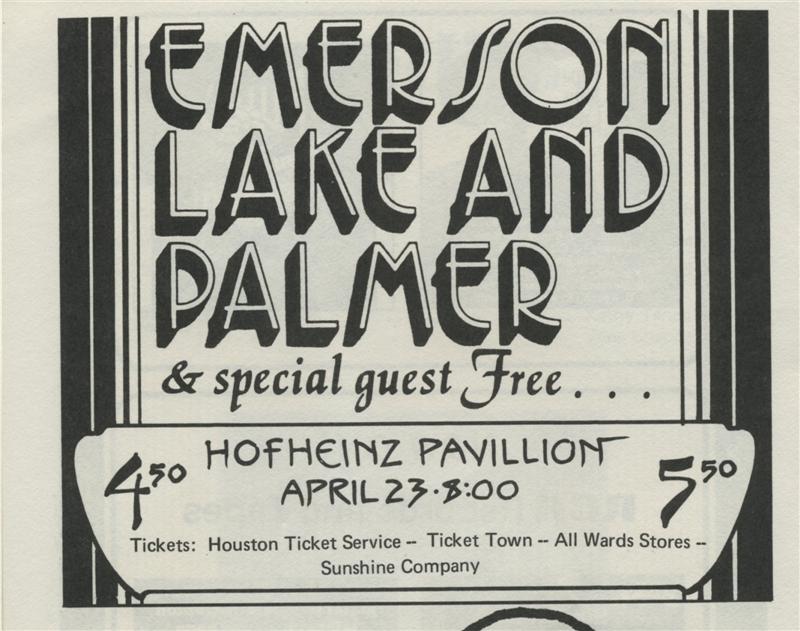 EMERSON
LAKE AND
PALMER
& special guest Free . . .
HOFHEINZ PAVILLION
4.50 5.50
APRIL 23·8:00
Tickets: Houston Ticket Service -- Ticket Town -- All Wards Stores --
Sunshine Company